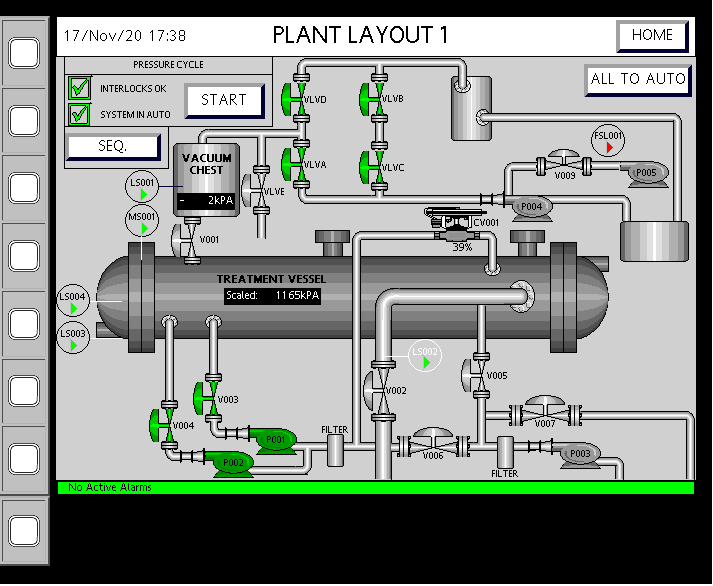 17/Nov/20 17:38
PLANT LAYOUT 1
HOME
PRESSURE CYCLE
INTERLOCKS OK
SYSTEM IN AUTO
START
SEQ.
ALL TO AUTO
VLVD
VLVB
VLVA
VLVC
VLVE
FSL001
V009
P005
P004
VACUUM
CHEST
- 2kPA
LS001
MS001
V001
CV001
39%
TREATMENT VESSEL
Scaled: 1165kPA
LS004
LS003
LS002
V002
V005
V003
V004
V007
P001
P002
FILTER
V006
FILTER
P003
No Active Alarms